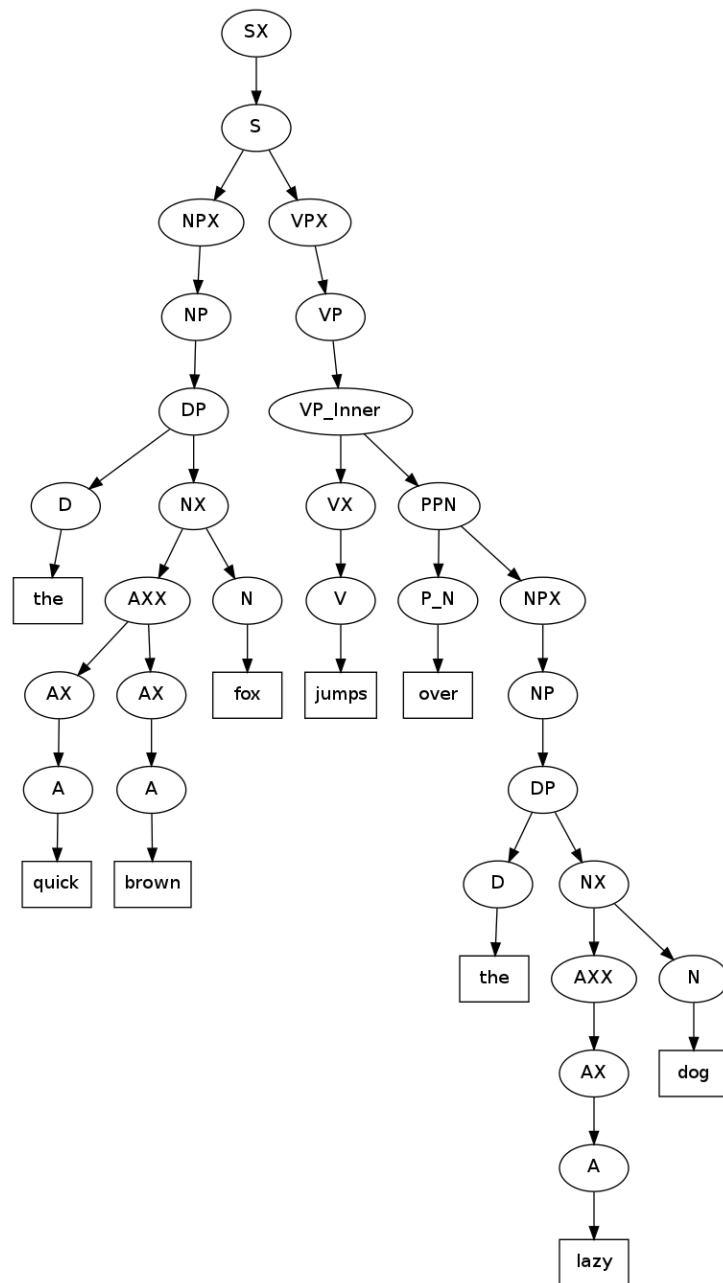 SX
S
NPX VPX
NP VP
DP VP_Inner
D NX VX PPN
the AXX N V P_N NPX
AX AX fox jumps over NP
A A DP
quick brown D NX
the AXX N
AX dog
A
lazy